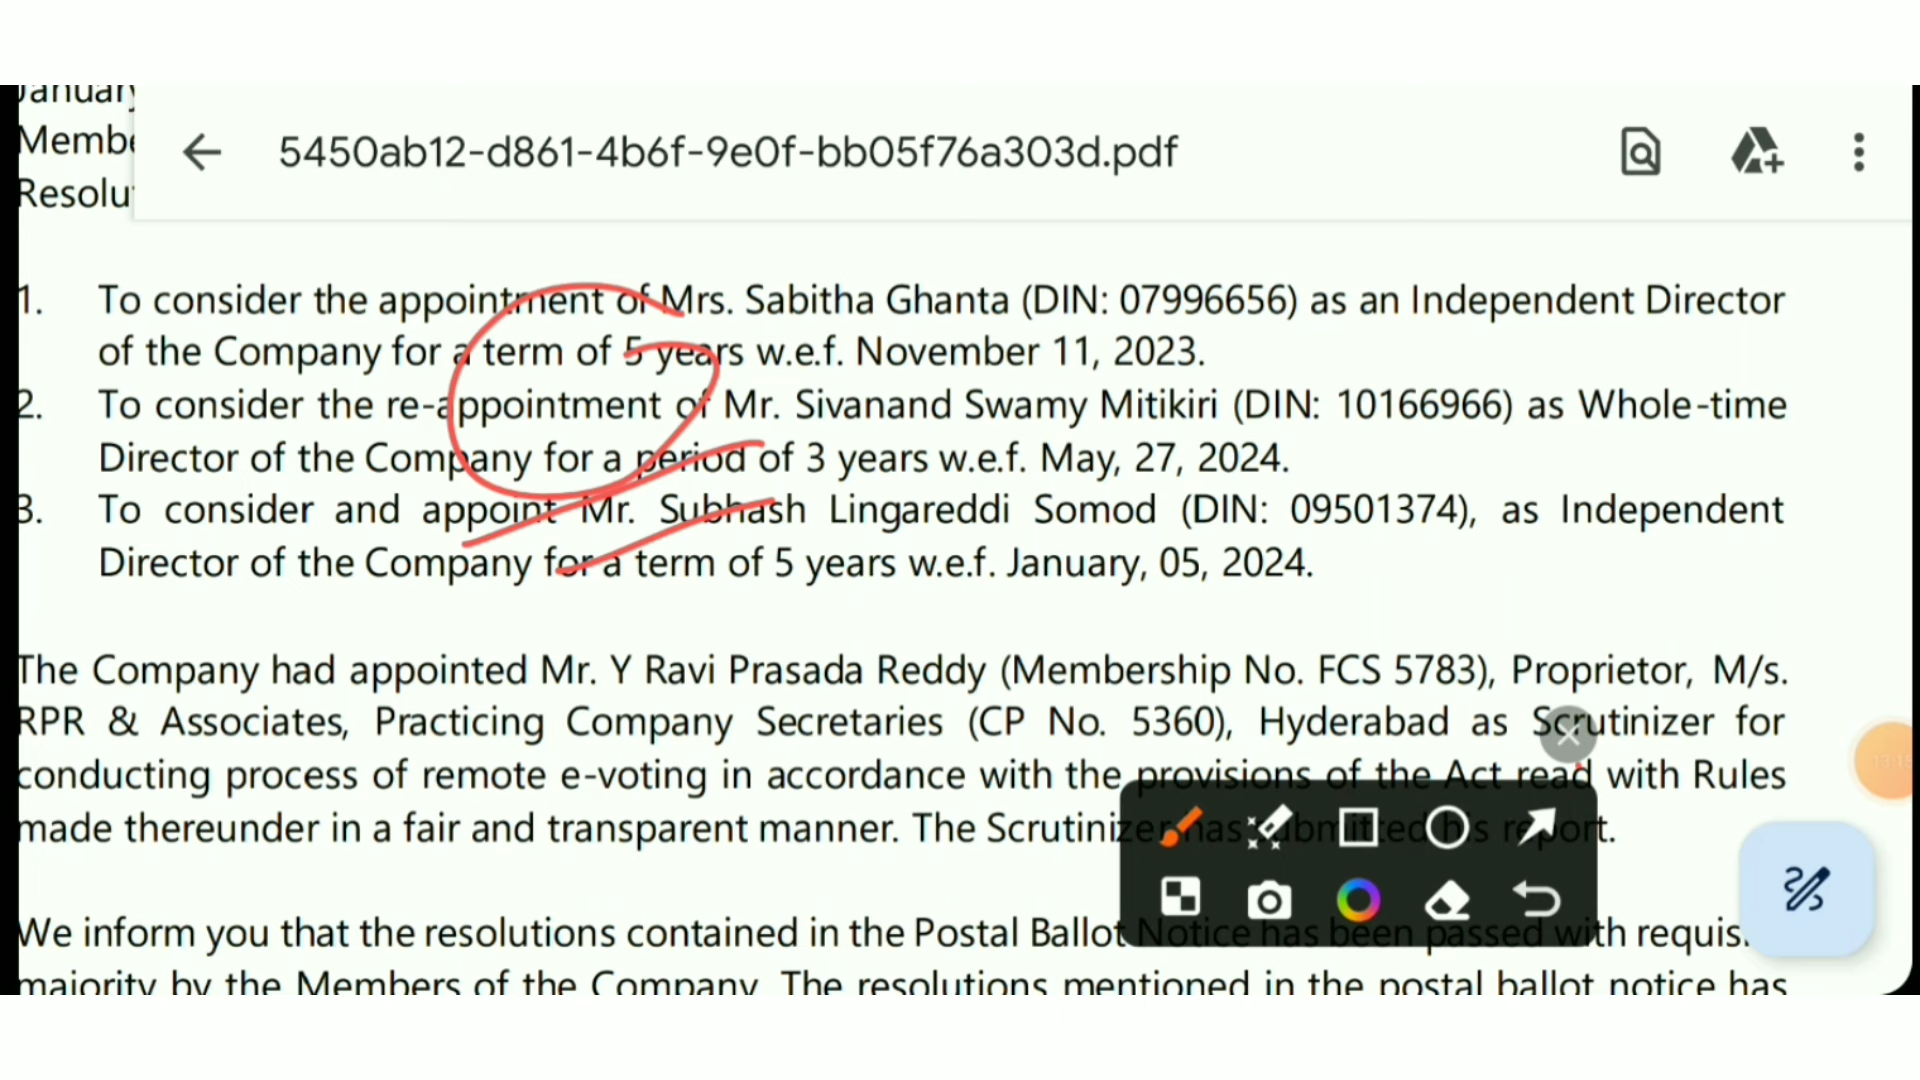 5450ab12-d861-4b6f-9e0f-bb05f76a303d.pdf
1. To consider the appointment of Mrs. Sabitha Ghanta (DIN: 07996656) as an Independent Director
of the Company for a term of 5 years w.e.f. November 11, 2023.
2. To consider the re-appointment of Mr. Sivanand Swamy Mitikiri (DIN: 10166966) as Whole-time
Director of the Company for a period of 3 years w.e.f. May, 27, 2024.
3. To consider and appoint Mr. Subhash Lingareddi Somod (DIN: 09501374), as Independent
Director of the Company for a term of 5 years w.e.f. January, 05, 2024.
The Company had appointed Mr. Y Ravi Prasada Reddy (Membership No. FCS 5783), Proprietor, M/s.
RPR & Associates, Practicing Company Secretaries (CP No. 5360), Hyderabad as Scrutinizer for
conducting process of remote e-voting in accordance with the provisions of the Act read with Rules
made thereunder in a fair and transparent manner. The Scrutinizer has submitted his report.
We inform you that the resolutions contained in the Postal Ballot Notice has been passed with
majority by the Members of the Company. The resolutions mentioned in the postal ballot notice has